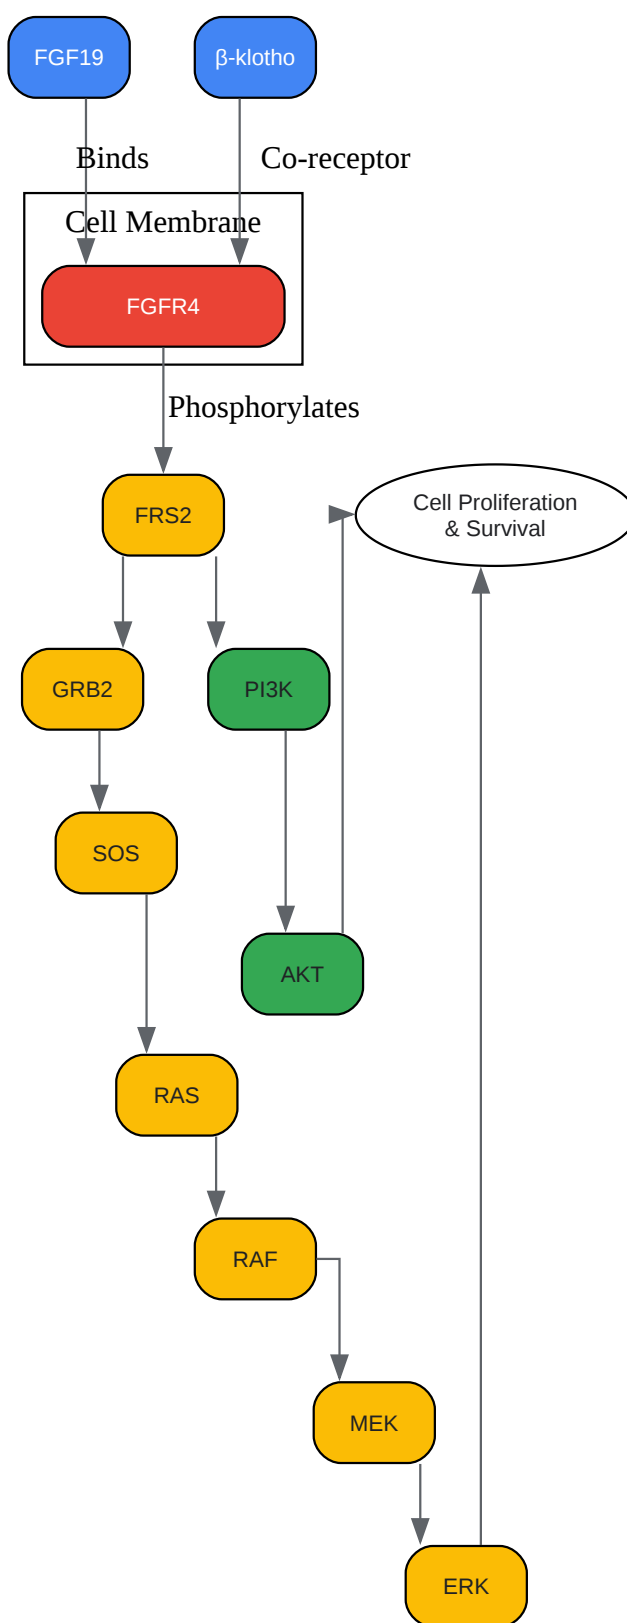 FGF19
β-klotho
Binds
Co-receptor
Cell Membrane
FGFR4
Phosphorylates
FRS2
Cell Proliferation
& Survival
GRB2
PI3K
SOS
AKT
RAS
RAF
MEK
ERK